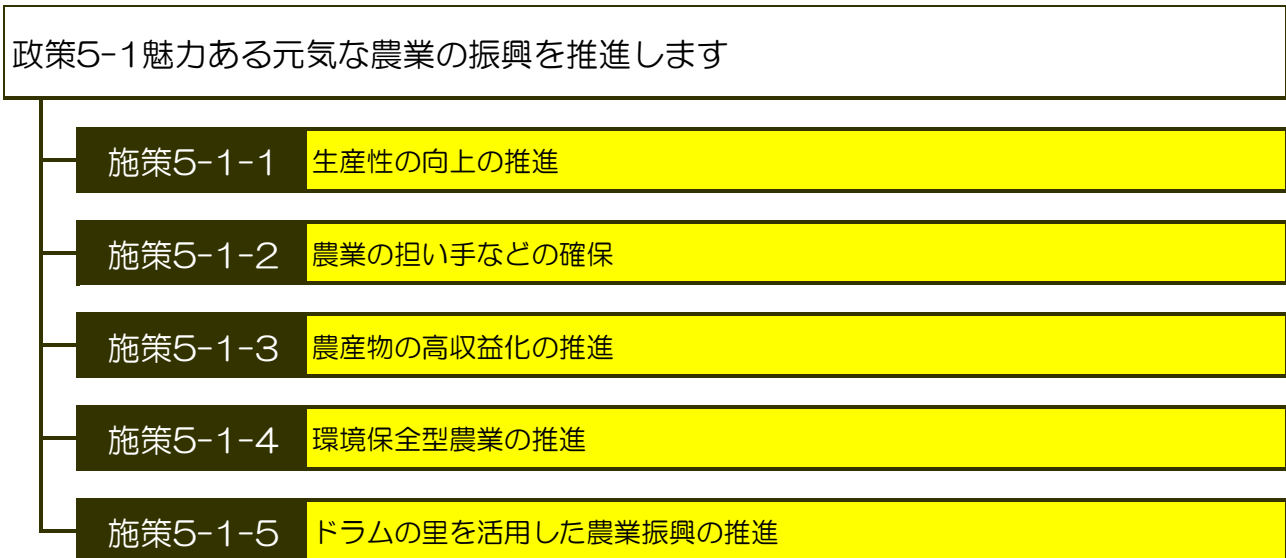 政策5-1魅力ある元気な農業の振興を推進します
施策5-1-1 生産性の向上の推進
施策5-1-2 農業の担い手などの確保
施策5-1-3 農産物の高収益化の推進
施策5-1-4 環境保全型農業の推進
施策5-1-5 ドラムの里を活用した農業振興の推進